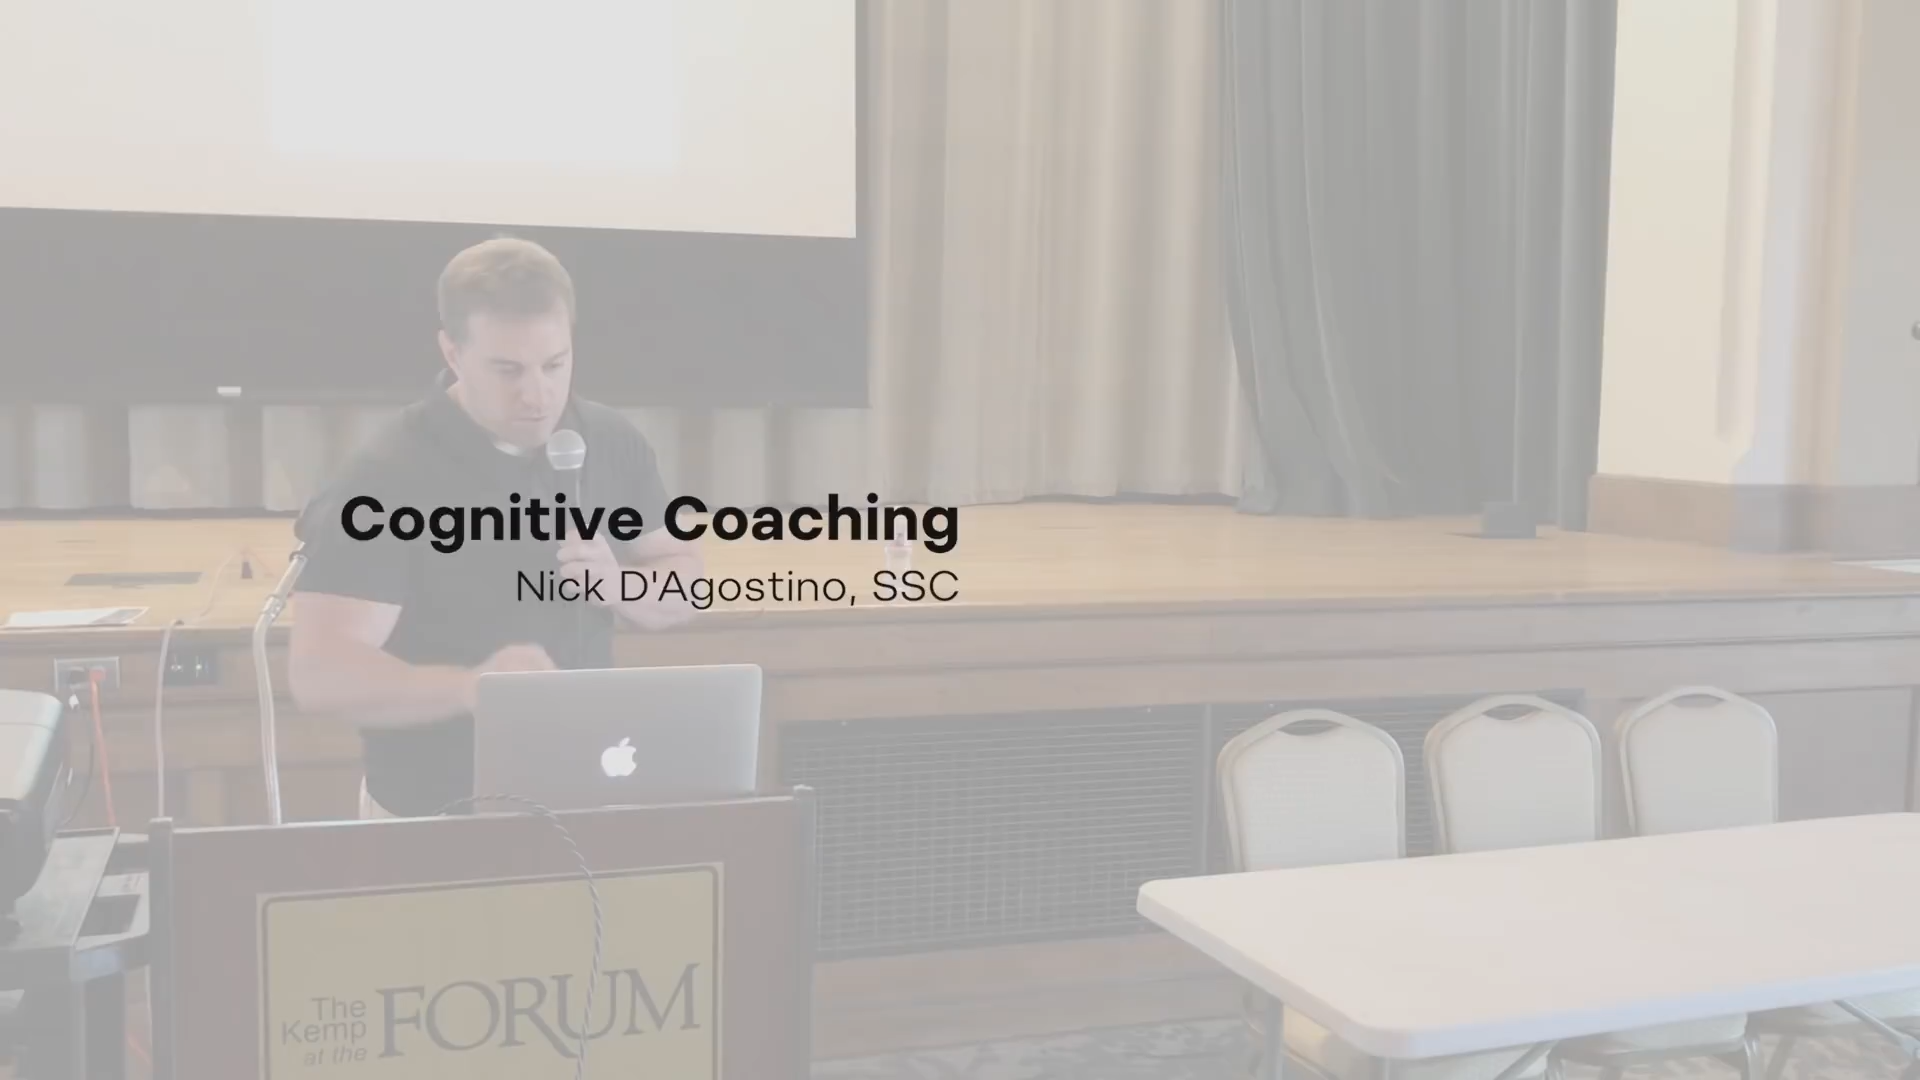 Cognitive Coaching
Nick D'Agostino, SSC
The
Kemp
at the
FORUM